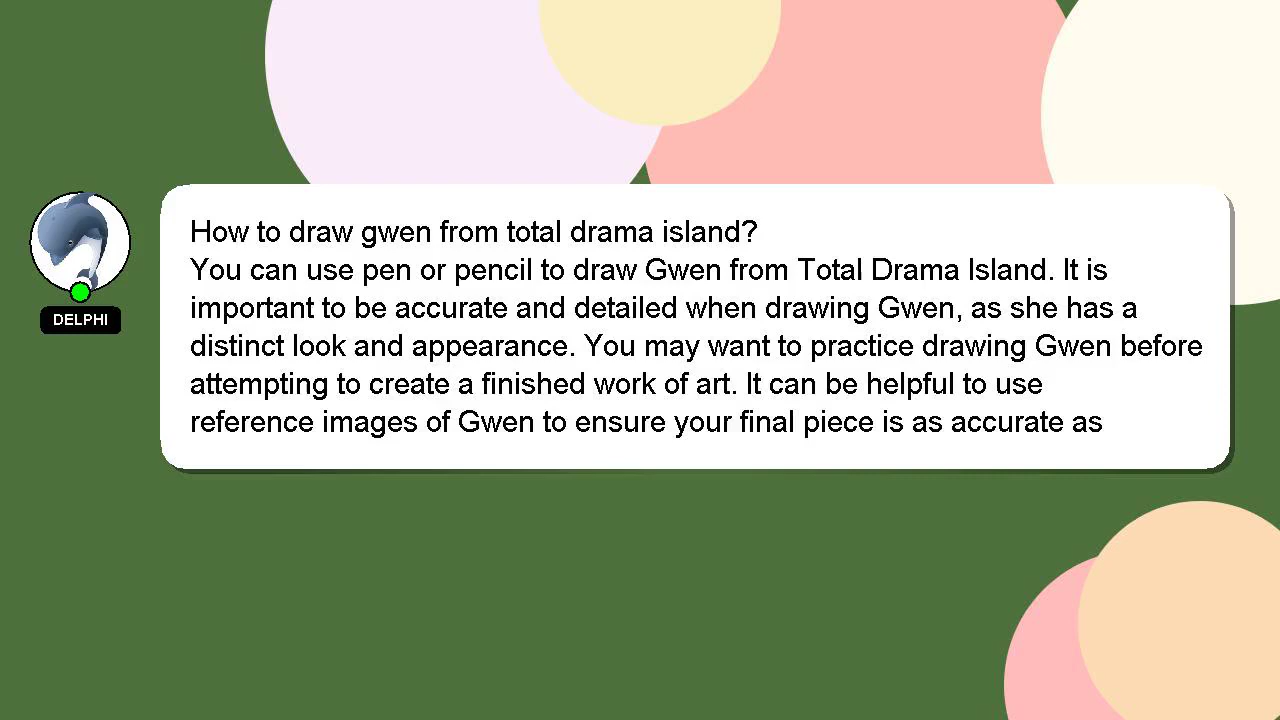 How to draw gwen from total drama island?
You can use pen or pencil to draw Gwen from Total Drama Island. It is
important to be accurate and detailed when drawing Gwen, as she has a
distinct look and appearance. You may want to practice drawing Gwen before
attempting to create a finished work of art. It can be helpful to use
reference images of Gwen to ensure your final piece is as accurate as
DELPHI